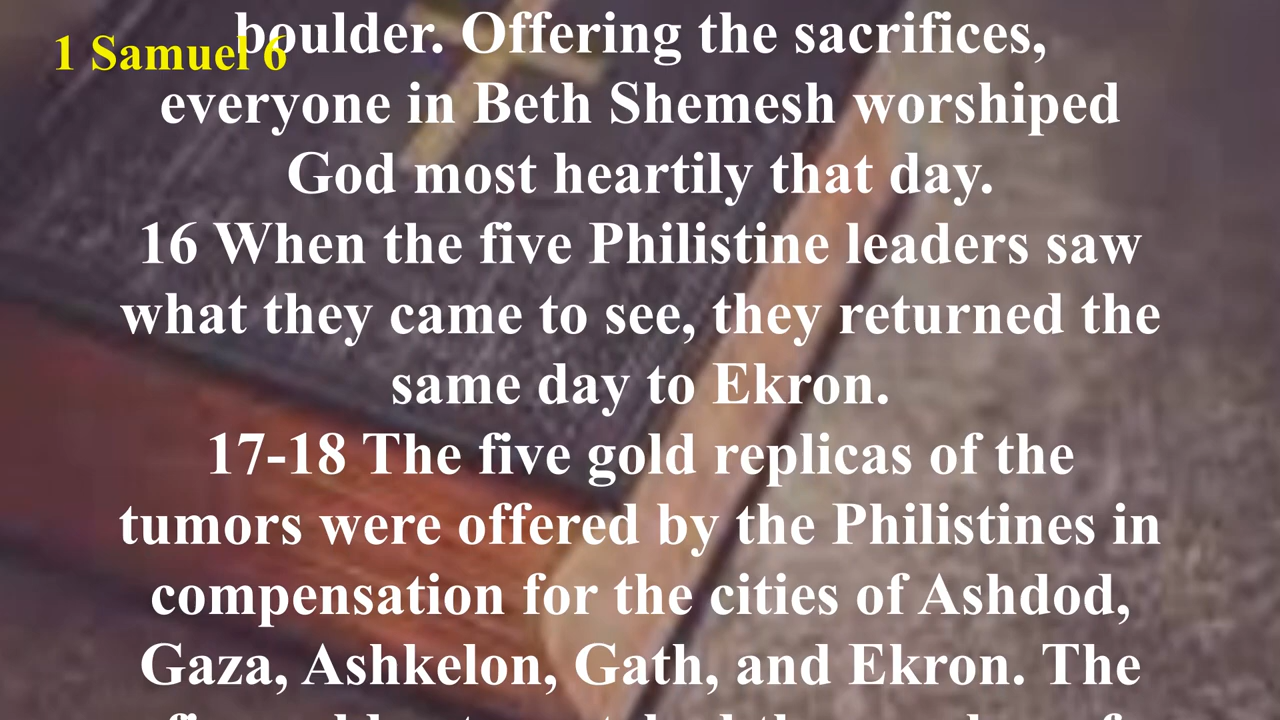 1 Samuel 6
boulder. Offering the sacrifices,
everyone in Beth Shemesh worshiped
God most heartily that day.
16 When the five Philistine leaders saw
what they came to see, they returned the
same day to Ekron.
17-18 The five gold replicas of the
tumors were offered by the Philistines in
compensation for the cities of Ashdod,
Gaza, Ashkelon, Gath, and Ekron. The